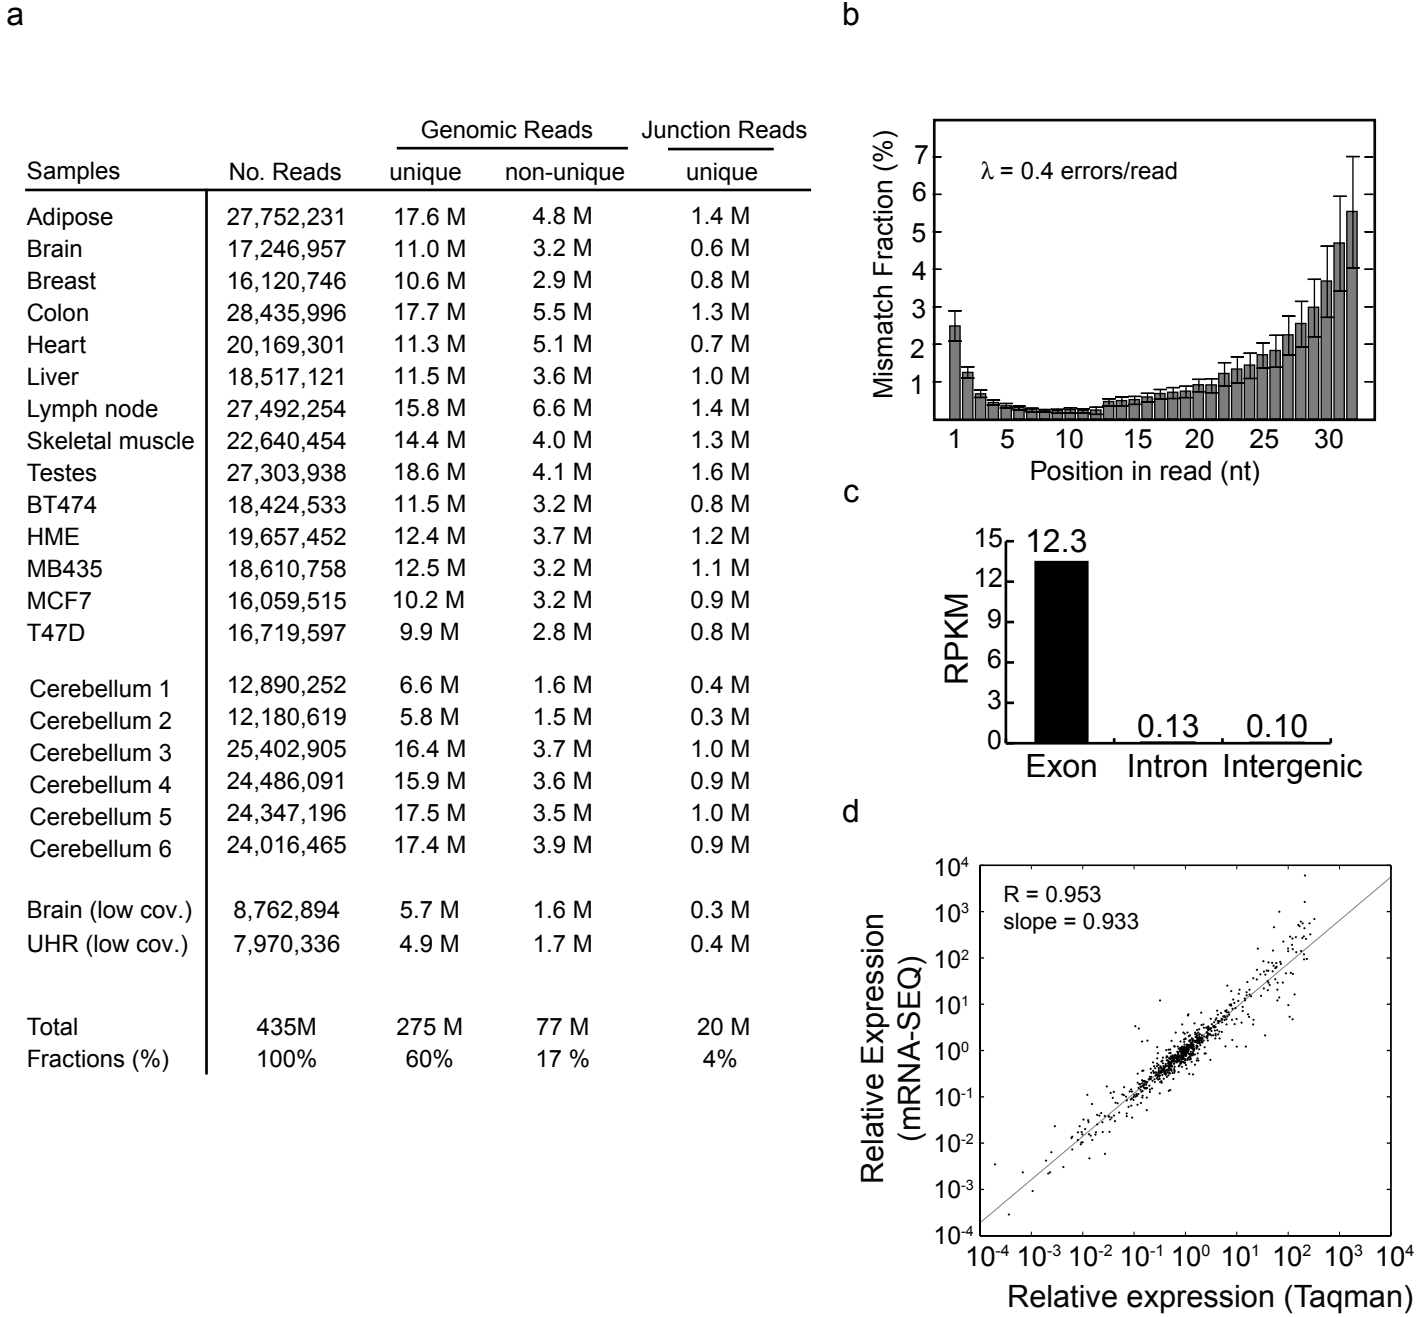 a
Genomic Reads Junction Reads
Samples No. Reads unique non-unique unique
Adipose 27,752,231 17.6 M 4.8 M 1.4 M
Brain 17,246,957 11.0 M 3.2 M 0.6 M
Breast 16,120,746 10.6 M 2.9 M 0.8 M
Colon 28,435,996 17.7 M 5.5 M 1.3 M
Heart 20,169,301 11.3 M 5.1 M 0.7 M
Liver 18,517,121 11.5 M 3.6 M 1.0 M
Lymph node 27,492,254 15.8 M 6.6 M 1.4 M
Skeletal muscle 22,640,454 14.4 M 4.0 M 1.3 M
Testes 27,303,938 18.6 M 4.1 M 1.6 M
BT474 18,424,533 11.5 M 3.2 M 0.8 M
HME 19,657,452 12.4 M 3.7 M 1.2 M
MB435 18,610,758 12.5 M 3.2 M 1.1 M
MCF7 16,059,515 10.2 M 3.2 M 0.9 M
T47D 16,719,597 9.9 M 2.8 M 0.8 M
Cerebellum 1 12,890,252 6.6 M 1.6 M 0.4 M
Cerebellum 2 12,180,619 5.8 M 1.5 M 0.3 M
Cerebellum 3 25,402,905 16.4 M 3.7 M 1.0 M
Cerebellum 4 24,486,091 15.9 M 3.6 M 0.9 M
Cerebellum 5 24,347,196 17.5 M 3.5 M 1.0 M
Cerebellum 6 24,016,465 17.4 M 3.9 M 0.9 M
Brain (low cov.) 8,762,894 5.7 M 1.6 M 0.3 M
UHR (low cov.) 7,970,336 4.9 M 1.7 M 0.4 M
Total 435M 275 M 77 M 20 M
Fractions (%) 100% 60% 17 % 4%
b
Mismatch Fraction (%)
7
6
5
4
3
2
1
λ = 0.4 errors/read
1 5 10 15 20 25 30
Position in read (nt)
c
RPKM
15
12
9
6
3
0
12.3
0.13
0.10
Exon Intron Intergenic
d
Relative Expression
(mRNA-SEQ)
10⁴
10³
10²
10¹
10⁰
10⁻¹
10⁻²
10⁻³
10⁻⁴
R = 0.953
slope = 0.933
10⁻⁴ 10⁻³ 10⁻² 10⁻¹ 10⁰ 10¹ 10² 10³ 10⁴
Relative expression (Taqman)